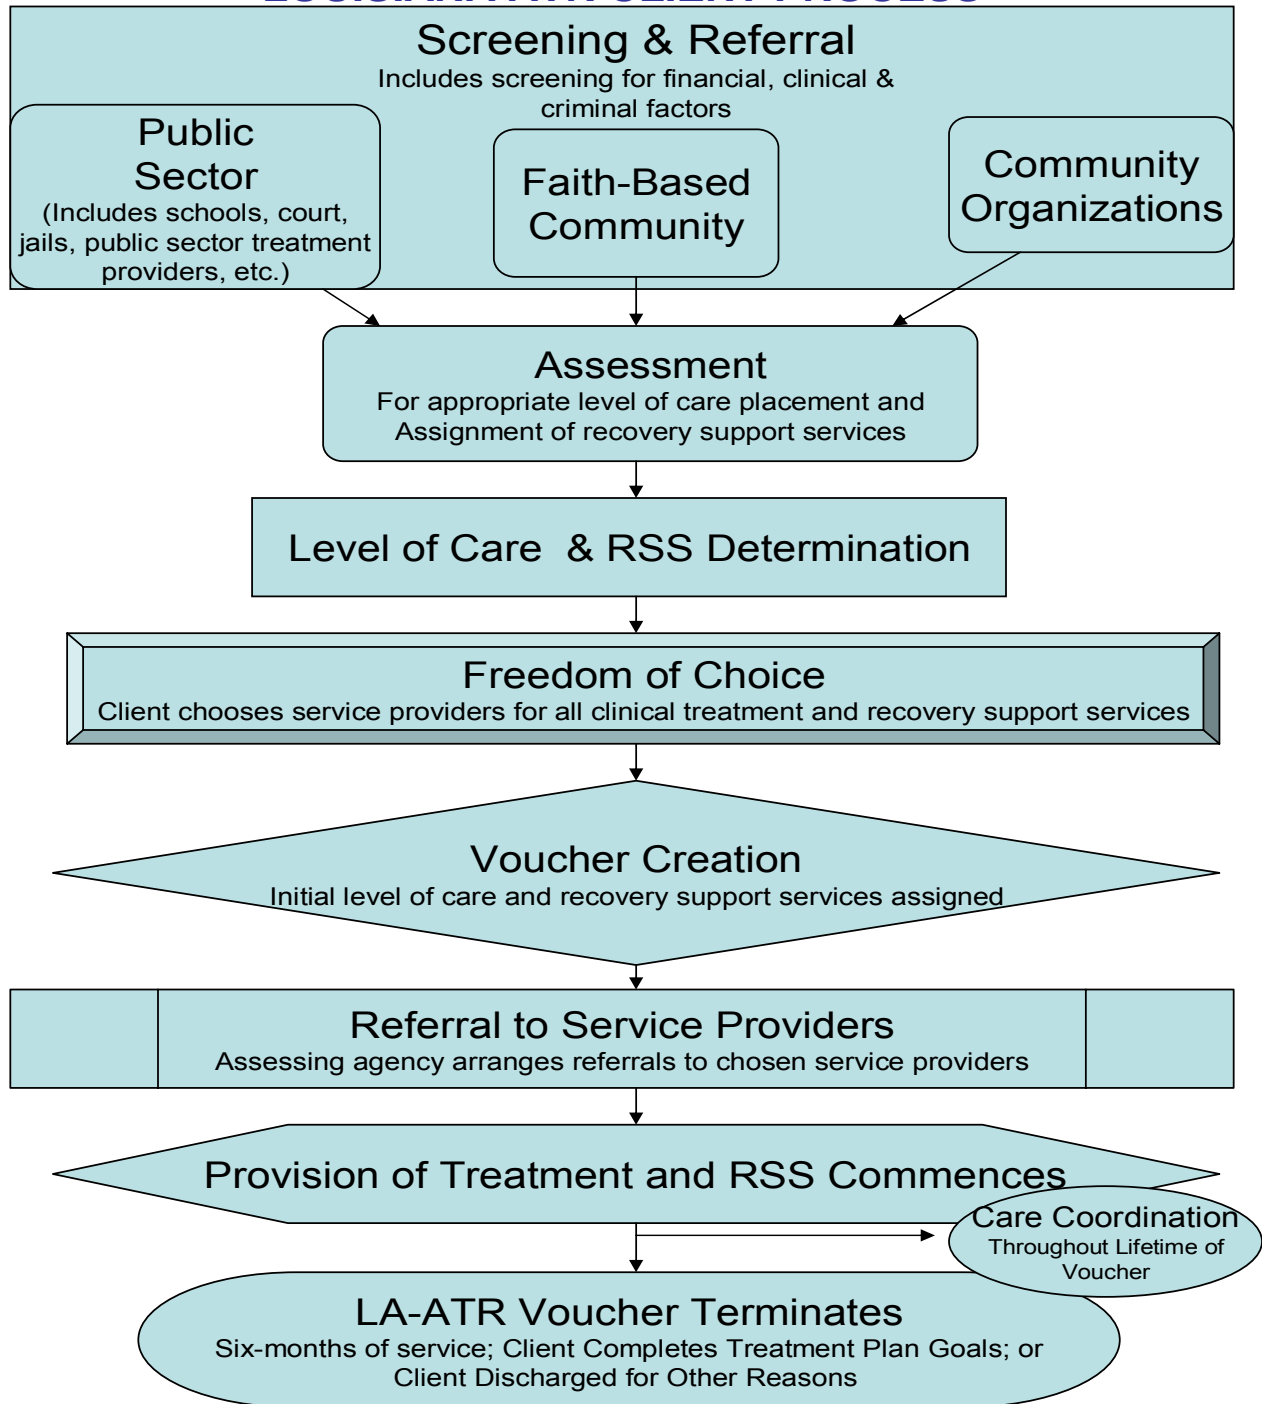 Screening & Referral
Includes screening for financial, clinical &
criminal factors
Public
Sector
(Includes schools, court,
jails, public sector treatment
providers, etc.)
Faith-Based
Community
Community
Organizations
Assessment
For appropriate level of care placement and
Assignment of recovery support services
Level of Care & RSS Determination
Freedom of Choice
Client chooses service providers for all clinical treatment and recovery support services
Voucher Creation
Initial level of care and recovery support services assigned
Referral to Service Providers
Assessing agency arranges referrals to chosen service providers
Provision of Treatment and RSS Commences
Care Coordination
Throughout Lifetime of
Voucher
LA-ATR Voucher Terminates
Six-months of service; Client Completes Treatment Plan Goals; or
Client Discharged for Other Reasons